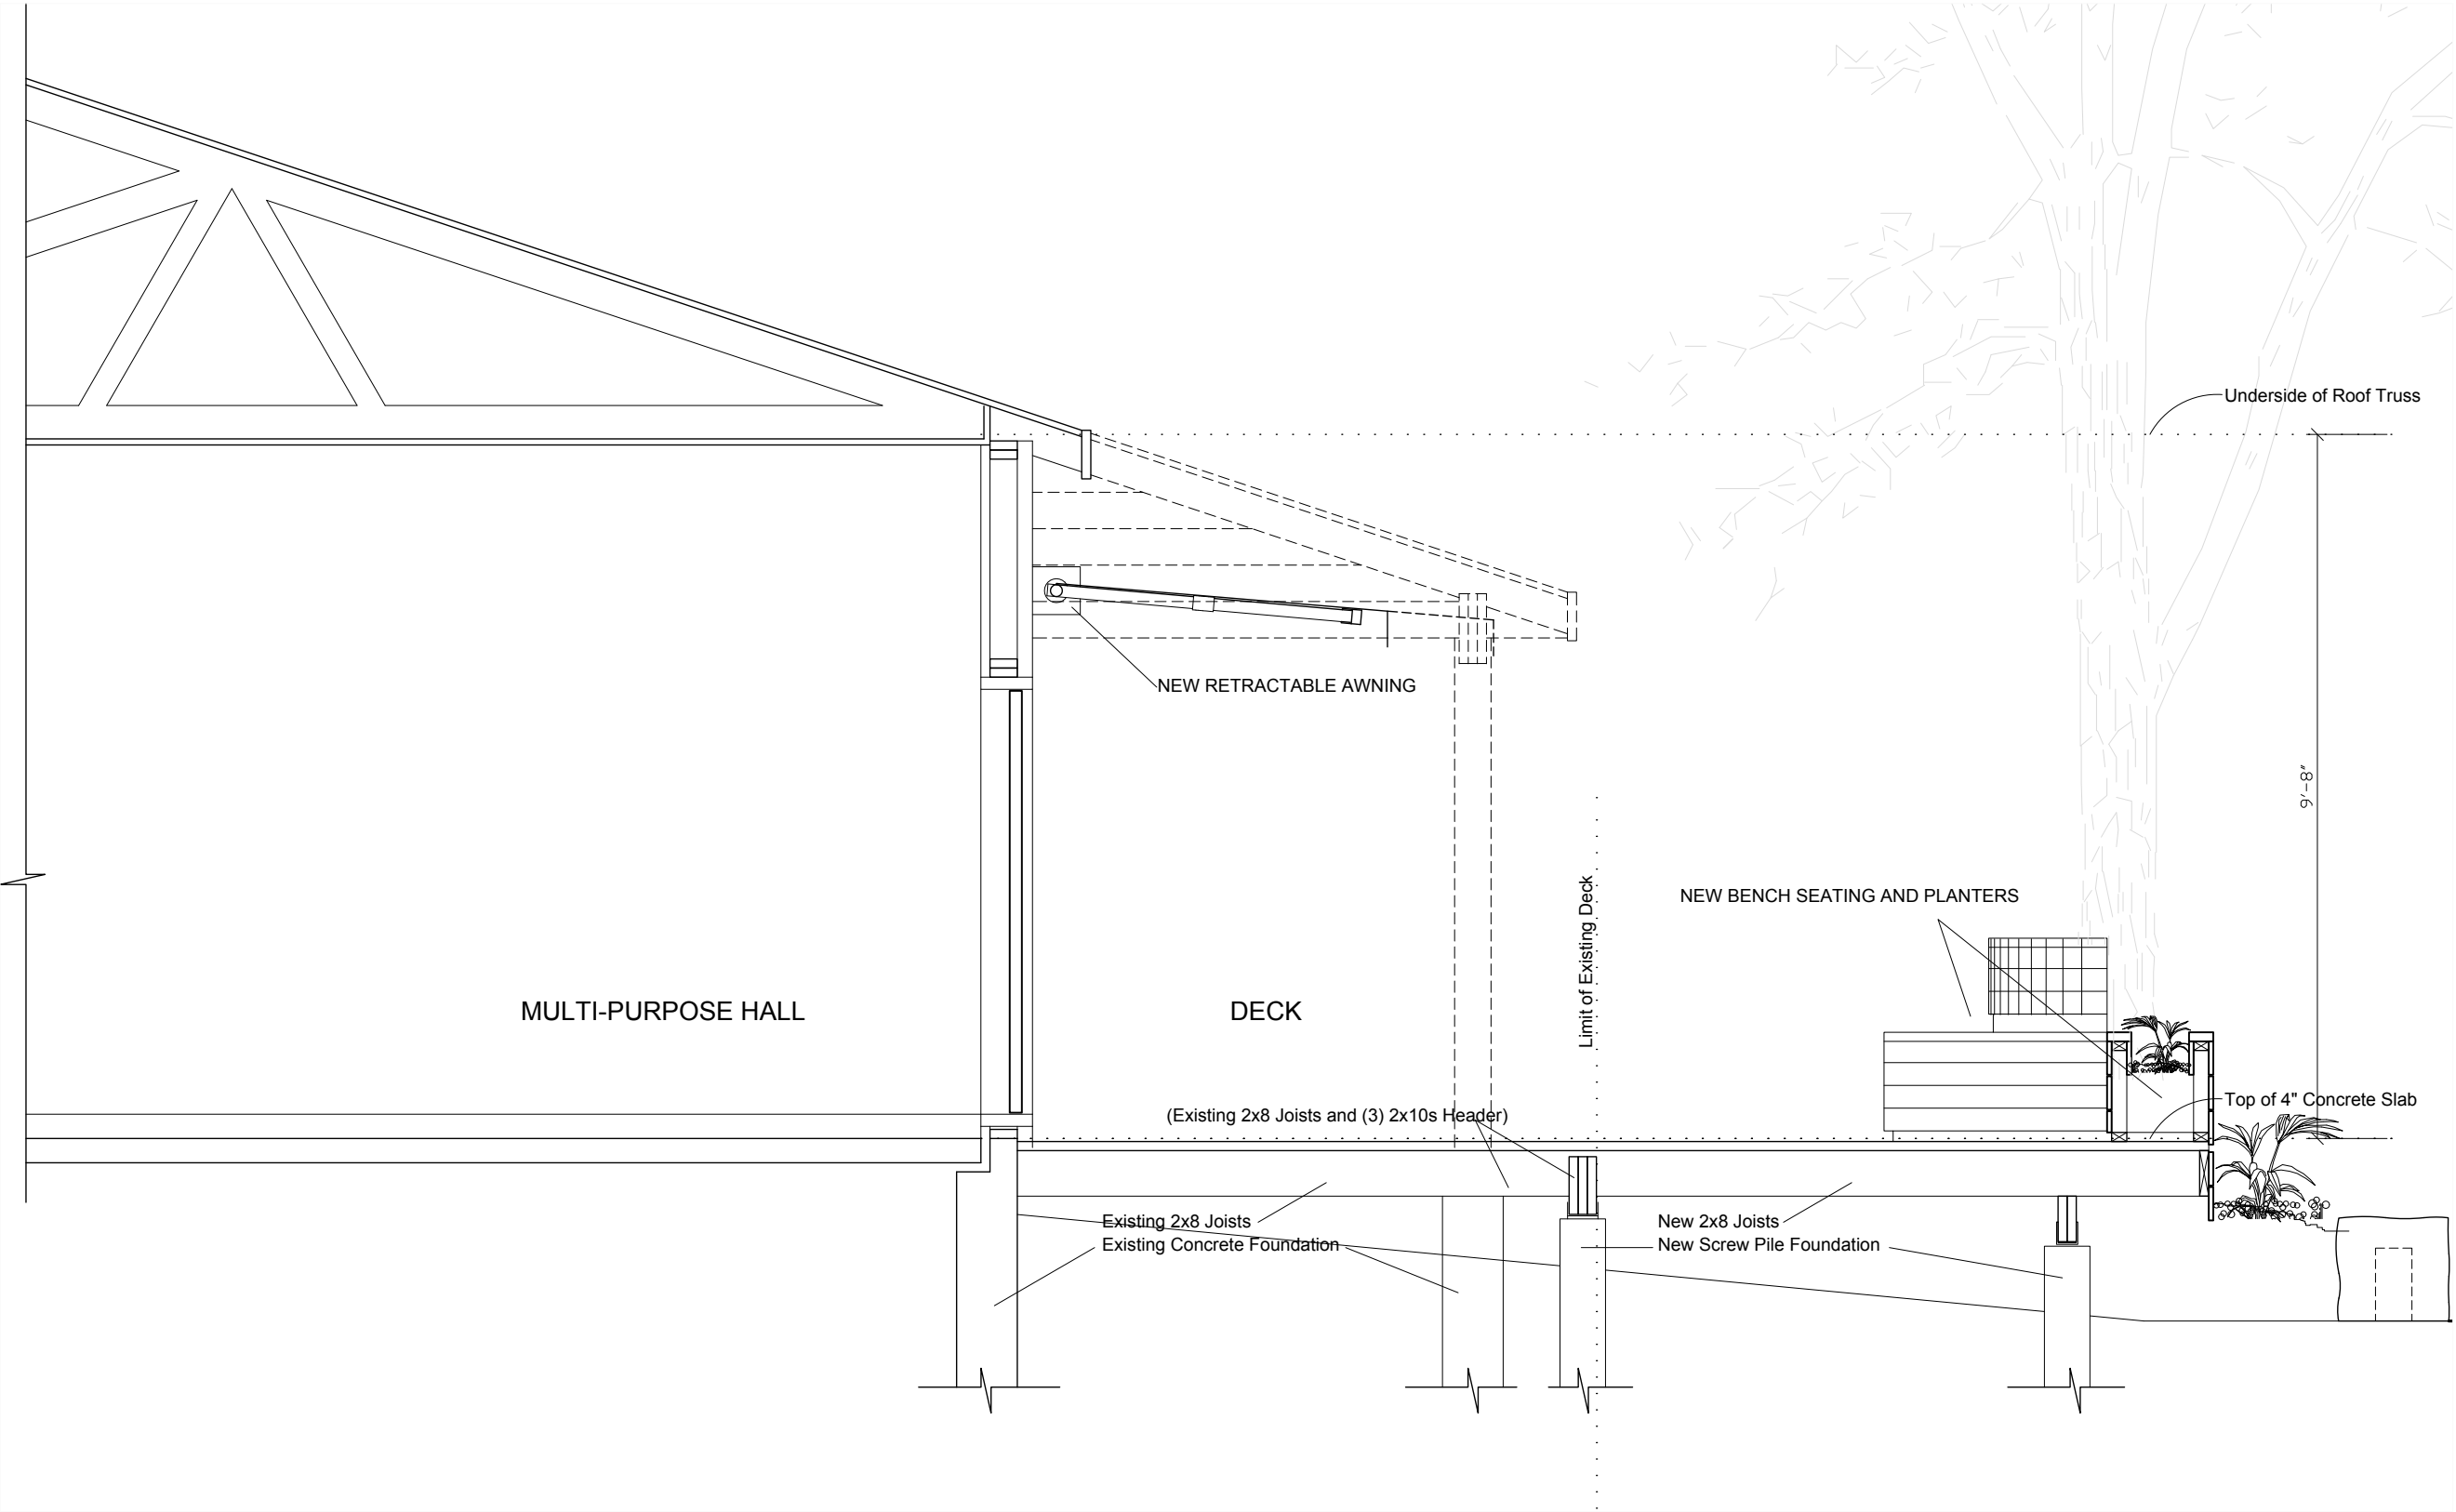 Underside of Roof Truss
NEW RETRACTABLE AWNING
9'-8"
Limit of Existing Deck
NEW BENCH SEATING AND PLANTERS
MULTI-PURPOSE HALL
DECK
Top of 4" Concrete Slab
(Existing 2x8 Joists and (3) 2x10s Header)
Existing 2x8 Joists
Existing Concrete Foundation
New 2x8 Joists
New Screw Pile Foundation